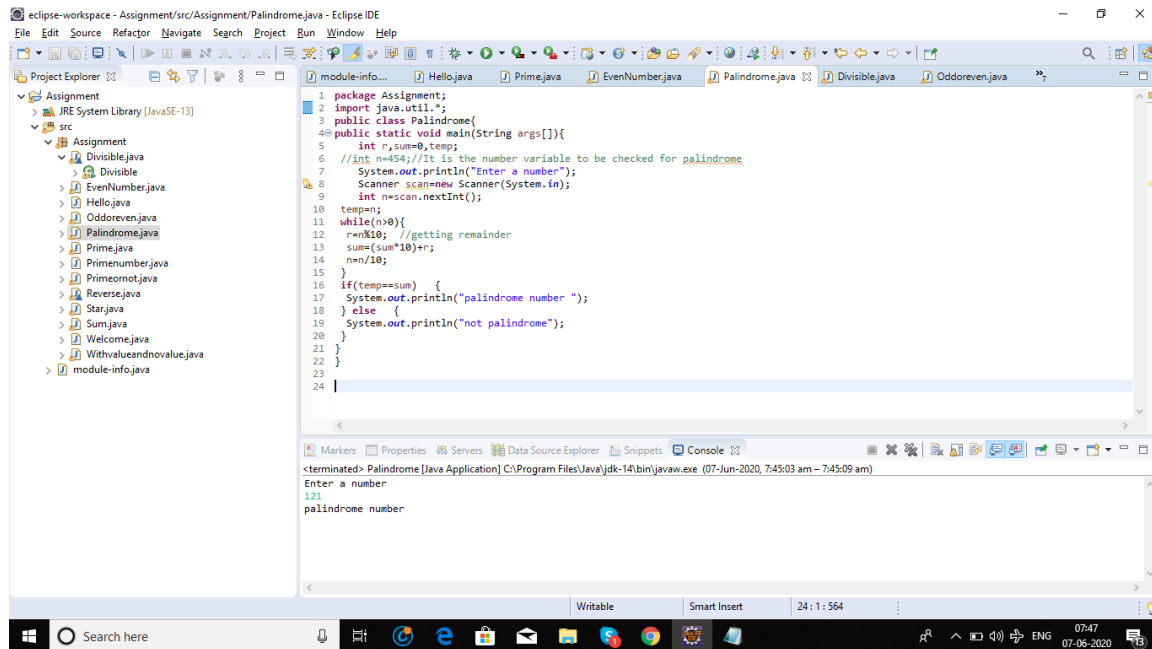 eclipse-workspace - Assignment/src/Assignment/Palindrome.java - Eclipse IDE
File Edit Source Refactor Navigate Search Project Run Window Help
Project Explorer
Assignment
JRE System Library [JavaSE-13]
src
Assignment
Divisible.java
Divisible
EvenNumber.java
Hello.java
Oddoreven.java
Palindrome.java
Prime.java
Primenumber.java
Primeornot.java
Reverse.java
Star.java
Sum.java
Welcome.java
Withvalueandnovalue.java
module-info.java
module-info.... Hello.java Prime.java EvenNumber.java Palindrome.java Divisible.java Oddoreven.java »7
1 package Assignment;
2 import java.util.*;
3 public class Palindrome{
4 public static void main(String args[]){
5 int r,sum=0,temp;
6 //int n=454;//It is the number variable to be checked for palindrome
7 System.out.println("Enter a number");
8 Scanner scan=new Scanner(System.in);
9 int n=scan.nextInt();
10 temp=n;
11 while(n>0){
12 r=n%10; //getting remainder
13 sum=(sum*10)+r;
14 n=n/10;
15 }
16 if(temp==sum) {
17 System.out.println("palindrome number ");
18 } else {
19 System.out.println("not palindrome");
20 }
21 }
22 }
23
24
Markers Properties Servers Data Source Explorer Snippets Console
<terminated> Palindrome [Java Application] C:\Program Files\Java\jdk-14\bin\javaw.exe (07-Jun-2020, 7:45:03 am – 7:45:09 am)
Enter a number
121
palindrome number
Writable Smart Insert 24 : 1 : 564
Search here
ENG
07:47
07-06-2020
13